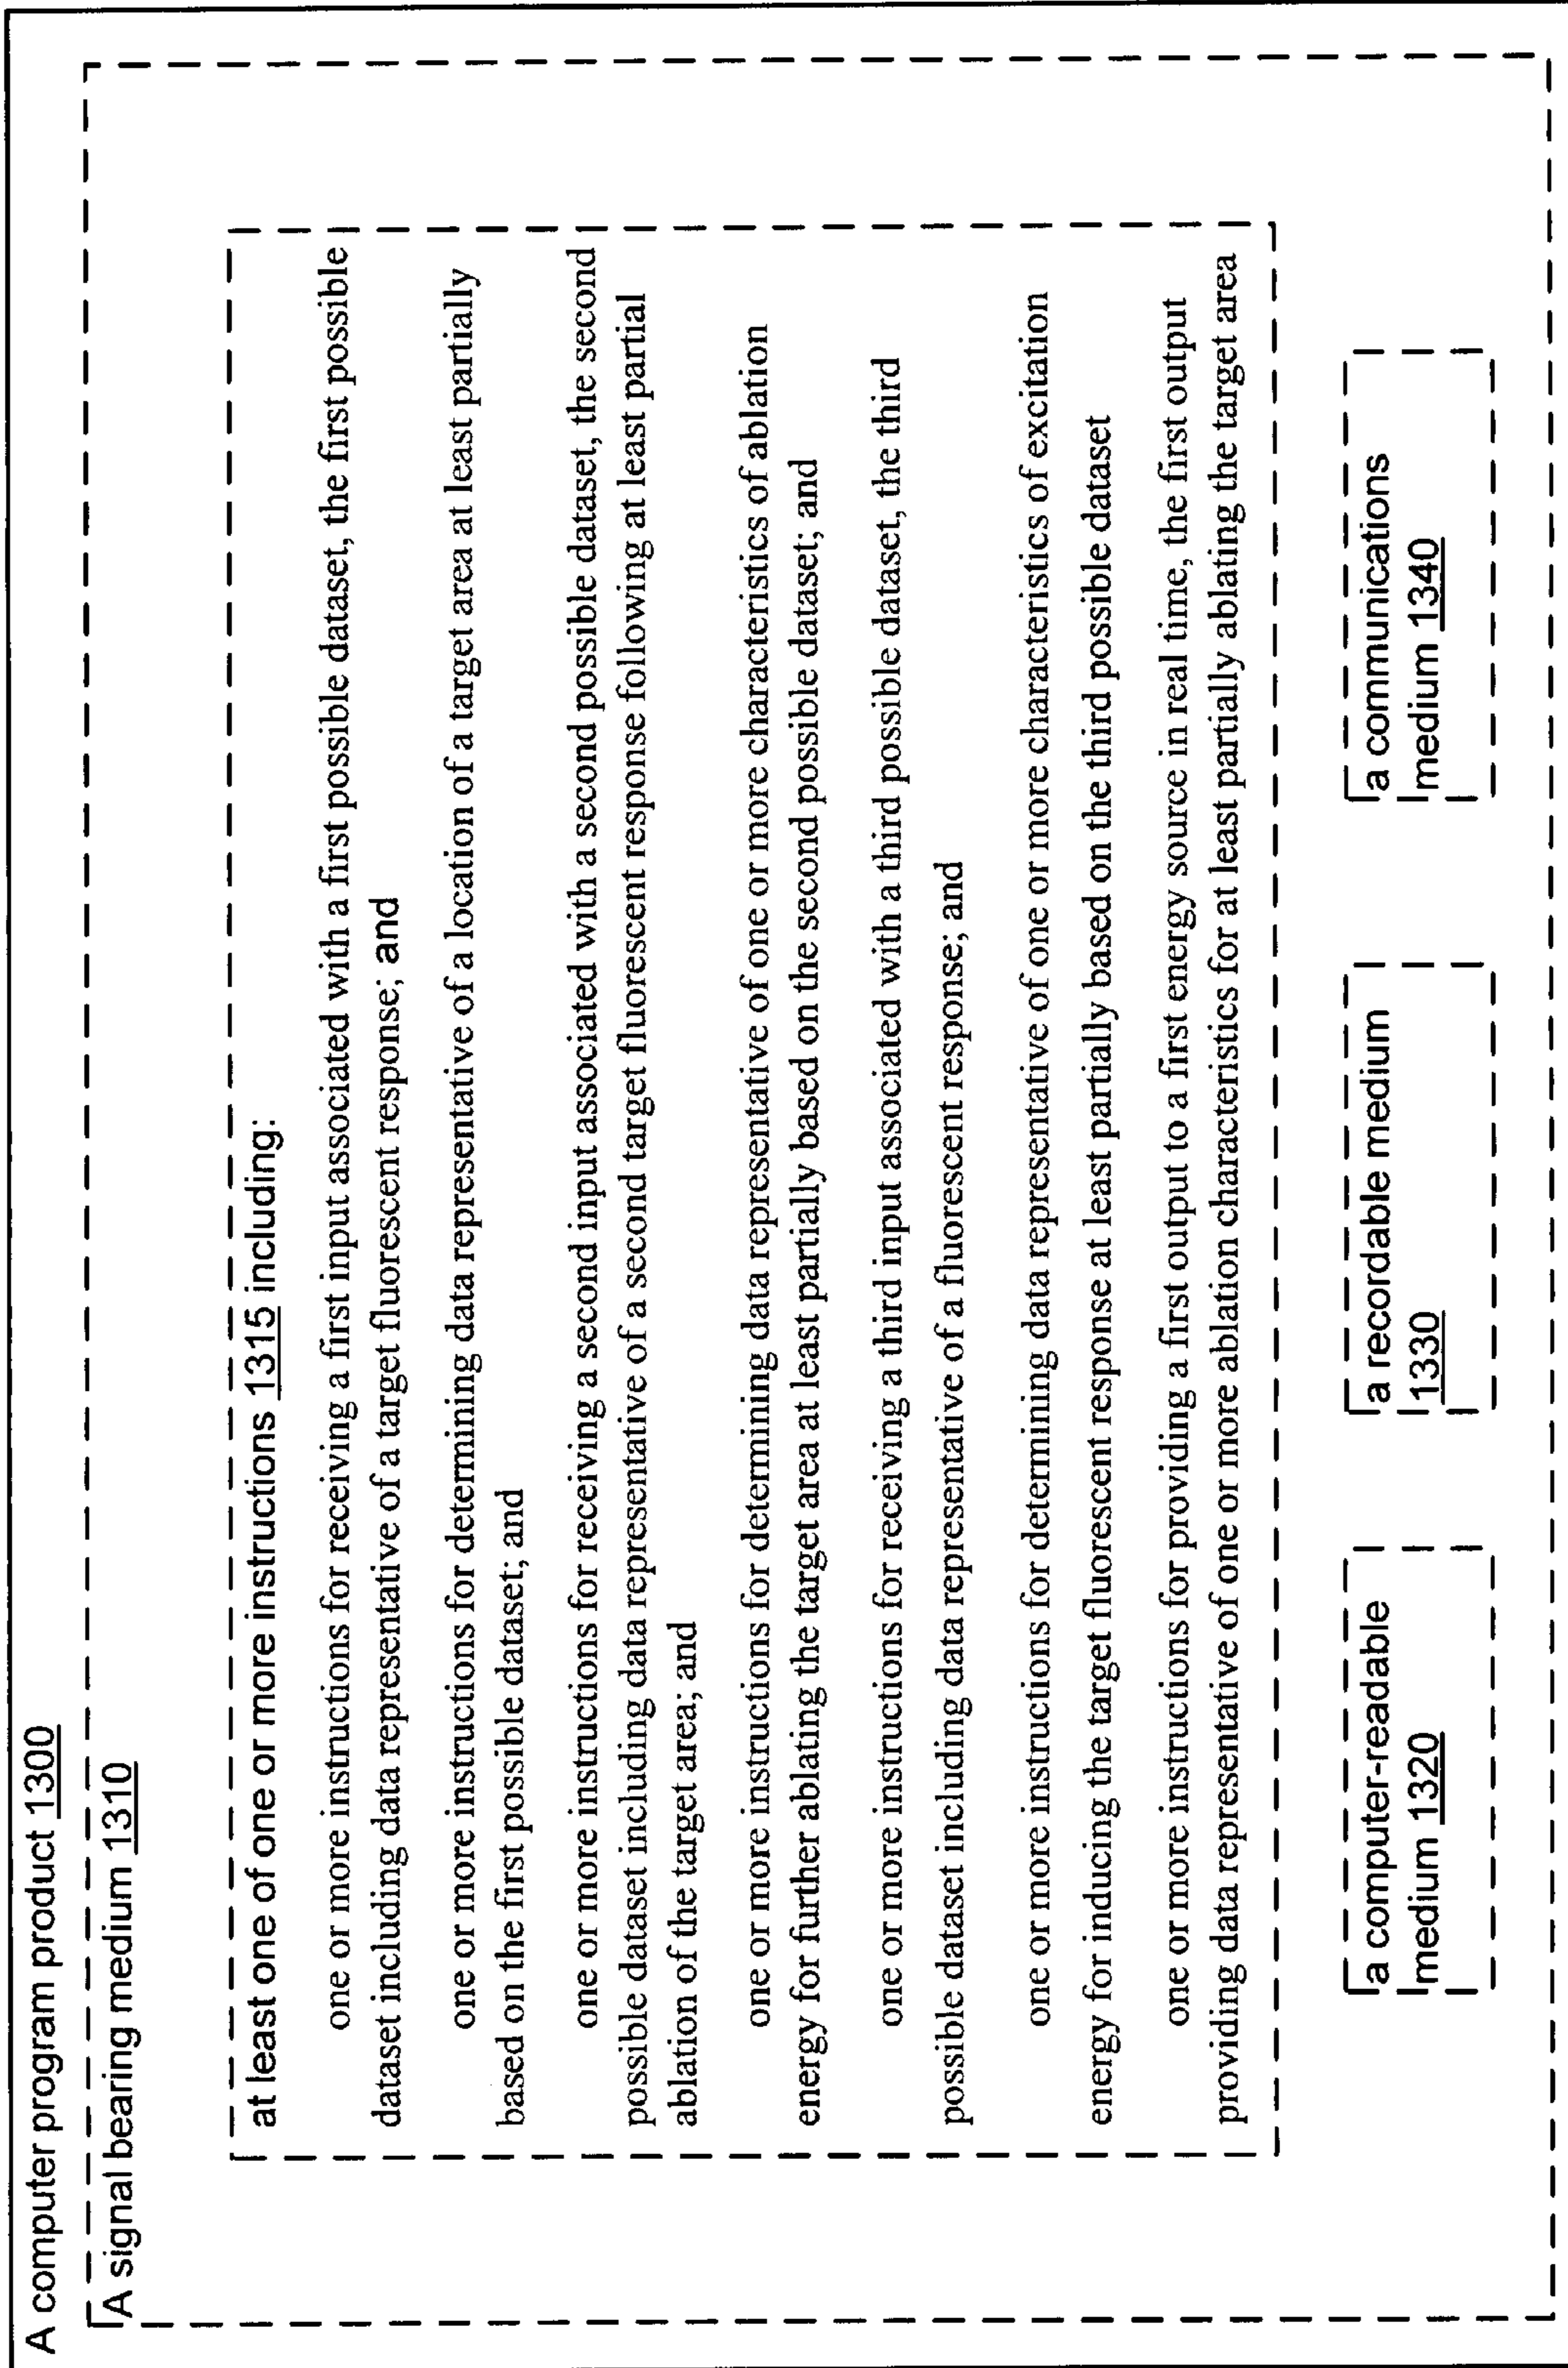 A computer program product 1300
A signal bearing medium 1310
at least one of one or more instructions 1315 including:
one or more instructions for receiving a first input associated with a first possible dataset, the first possible
dataset including data representative of a target fluorescent response; and
one or more instructions for determining data representative of a location of a target area at least partially
based on the first possible dataset; and
one or more instructions for receiving a second input associated with a second possible dataset, the second
possible dataset including data representative of a second target fluorescent response following at least partial
ablation of the target area; and
one or more instructions for determining data representative of one or more characteristics of ablation
energy for further ablating the target area at least partially based on the second possible dataset; and
one or more instructions for receiving a third input associated with a third possible dataset, the third
possible dataset including data representative of a fluorescent response; and
one or more instructions for determining data representative of one or more characteristics of excitation
energy for inducing the target fluorescent response at least partially based on the third possible dataset
one or more instructions for providing a first output to a first energy source in real time, the first output
providing data representative of one or more ablation characteristics for at least partially ablating the target area
a computer-readable
medium 1320
a recordable medium
1330
a communications
medium 1340